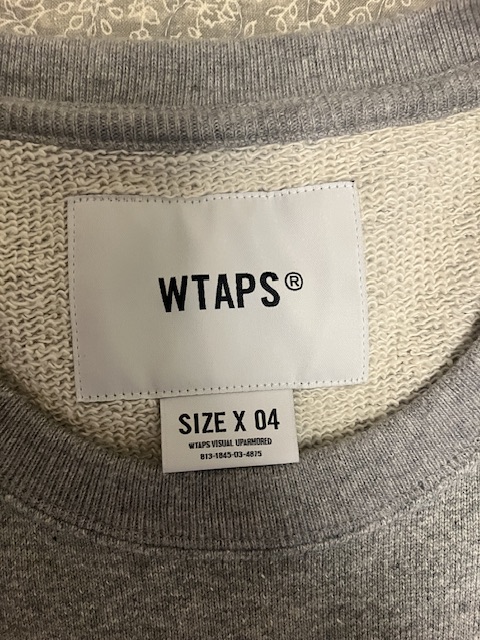 WTAPS®
SIZE X 04
WTAPS VISUAL UPARMORED
813-1845-03-4875